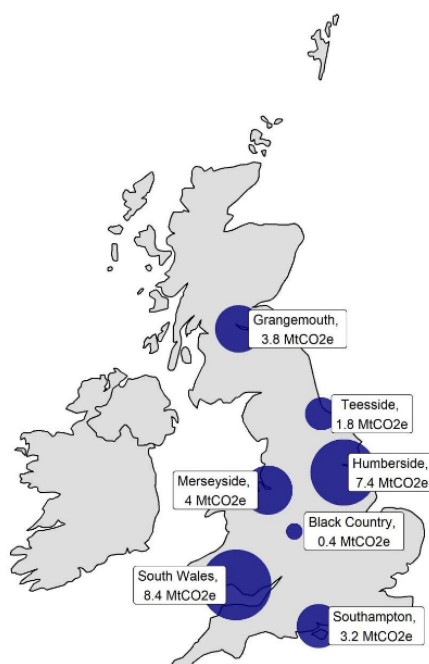 Grangemouth,
3.8 MtCO2e
Teesside,
1.8 MtCO2e
Humberside,
7.4 MtCO2e
Merseyside,
4 MtCO2e
Black Country,
0.4 MtCO2e
South Wales,
8.4 MtCO2e
Southampton,
3.2 MtCO2e